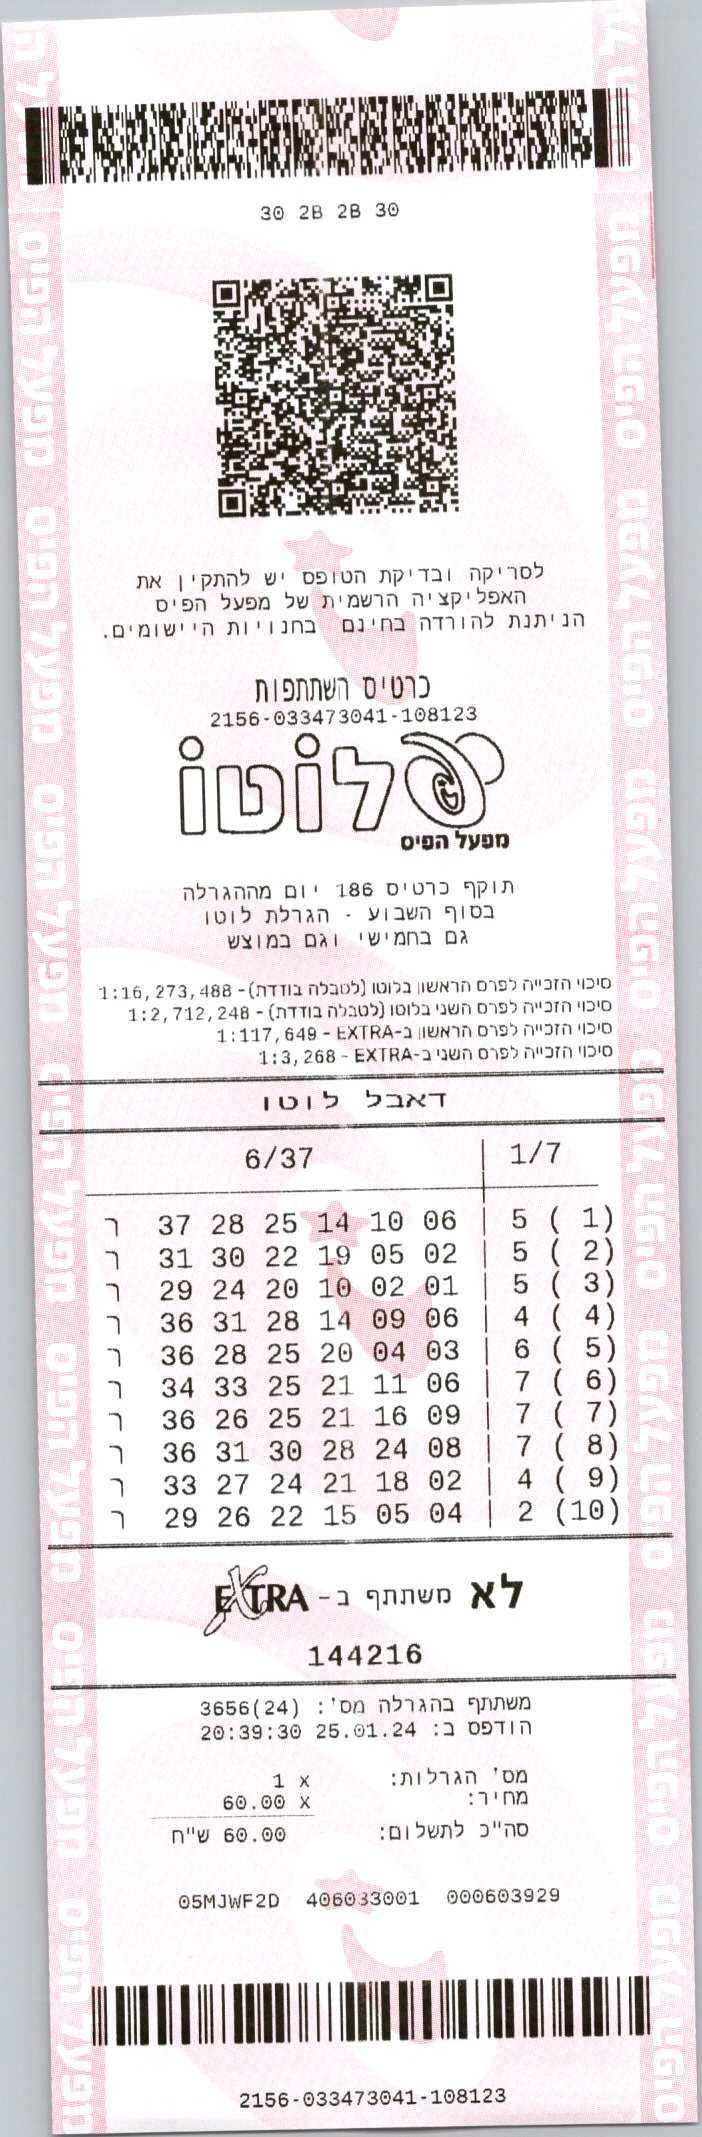 30 2B 2B 30
לסריקה ובדיקת הטופס יש להתקין את
האפליקציה הרשמית של מפעל הפיס
הניתנת להורדה בחינם בחנויות היישומים.
כרטיס השתתפות
2156-033473041-108123
לוטו
מפעל הפיס
תוקף כרטיס 186 יום מההגרלה
בסוף השבוע - הגרלת לוטו
גם בחמישי וגם במוצש
סיכוי הזכייה לפרס הראשון בלוטו (לטבלה בודדת)- 1:16,273,488
סיכוי הזכייה לפרס השני בלוטו (לטבלה בודדת) - 1:2,712,248
סיכוי הזכייה לפרס הראשון ב-EXTRA - 1:117,649
סיכוי הזכייה לפרס השני ב-EXTRA - 1:3,268
דאבל לוטו
6/37 | 1/7
ר 37 28 25 14 10 06 | 5 ( 1)
ר 31 30 22 19 05 02 | 5 ( 2)
ר 29 24 20 10 02 01 | 5 ( 3)
ר 36 31 28 14 09 06 | 4 ( 4)
ר 36 28 25 20 04 03 | 6 ( 5)
ר 34 33 25 21 11 06 | 7 ( 6)
ר 36 26 25 21 16 09 | 7 ( 7)
ר 36 31 30 28 24 08 | 7 ( 8)
ר 33 27 24 21 18 02 | 4 ( 9)
ר 29 26 22 15 05 04 | 2 (10)
לא משתתף ב- EXTRA
144216
משתתף בהגרלה מס': 3656(24)
הודפס ב: 25.01.24 20:39:30
מס' הגרלות: x 1
מחיר: x 60.00
סה"כ לתשלום: 60.00 ש"ח
05MJWF2D 406033001 000603929
2156-033473041-108123